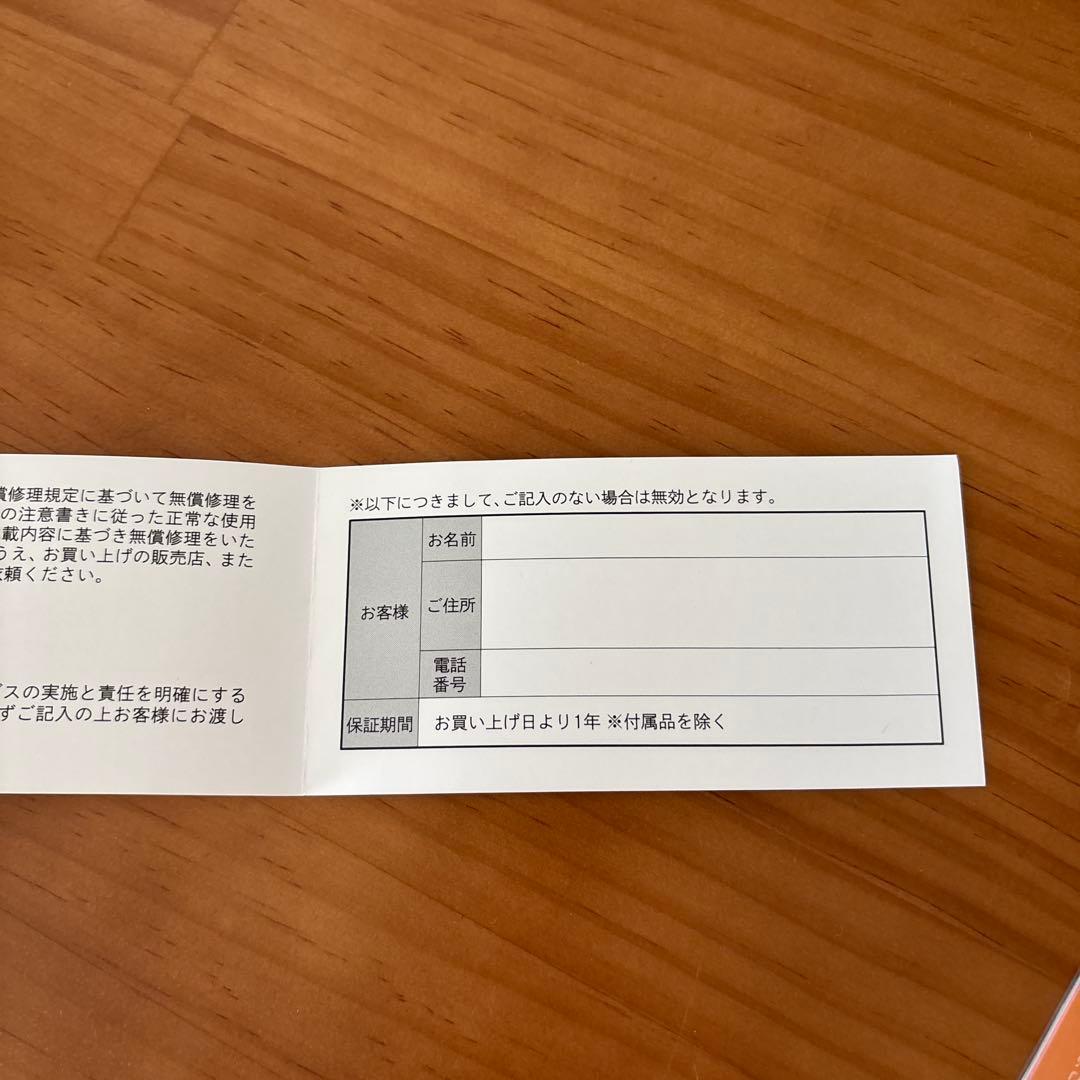 償修理規定に基づいて無償修理を
の注意書きに従った正常な使用
載内容に基づき無償修理をいた
うえ、お買い上げの販売店、また
頼ください。
スの実施と責任を明確にする
ずご記入の上お客様にお渡し
※以下につきまして、ご記入のない場合は無効となります。
お客様
お名前
ご住所
電話
番号
保証期間
お買い上げ日より1年 ※付属品を除く